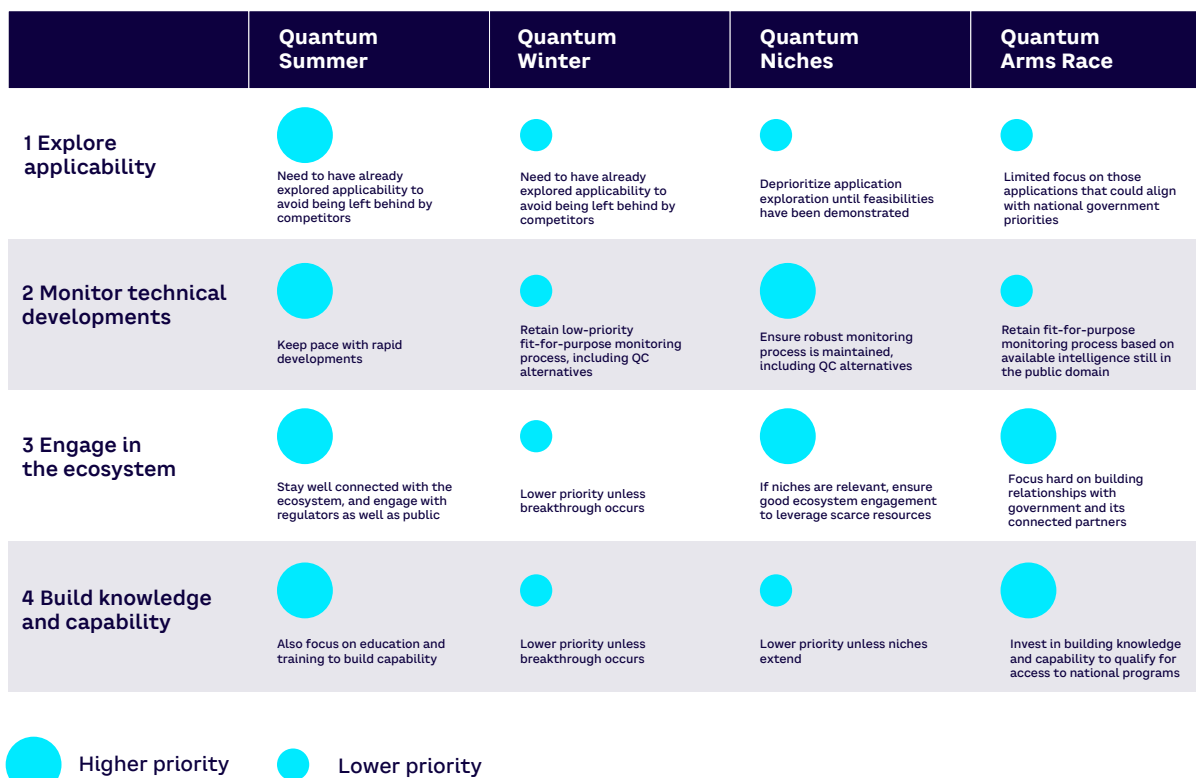 Quantum
Summer
Quantum
Winter
Quantum
Niches
Quantum
Arms Race
1 Explore
applicability
Need to have already
explored applicability to
avoid being left behind by
competitors
Need to have already
explored applicability to
avoid being left behind by
competitors
Deprioritize application
exploration until feasibilities
have been demonstrated
Limited focus on those
applications that could align
with national government
priorities
2 Monitor technical
developments
Keep pace with rapid
developments
Retain low-priority
fit-for-purpose monitoring
process, including QC
alternatives
Ensure robust monitoring
process is maintained,
including QC alternatives
Retain fit-for-purpose
monitoring process based on
available intelligence still in
the public domain
3 Engage in
the ecosystem
Stay well connected with the
ecosystem, and engage with
regulators as well as public
Lower priority unless
breakthrough occurs
If niches are relevant, ensure
good ecosystem engagement
to leverage scarce resources
Focus hard on building
relationships with
government and its
connected partners
4 Build knowledge
and capability
Also focus on education and
training to build capability
Lower priority unless
breakthrough occurs
Lower priority unless niches
extend
Invest in building knowledge
and capability to qualify for
access to national programs
Higher priority
Lower priority